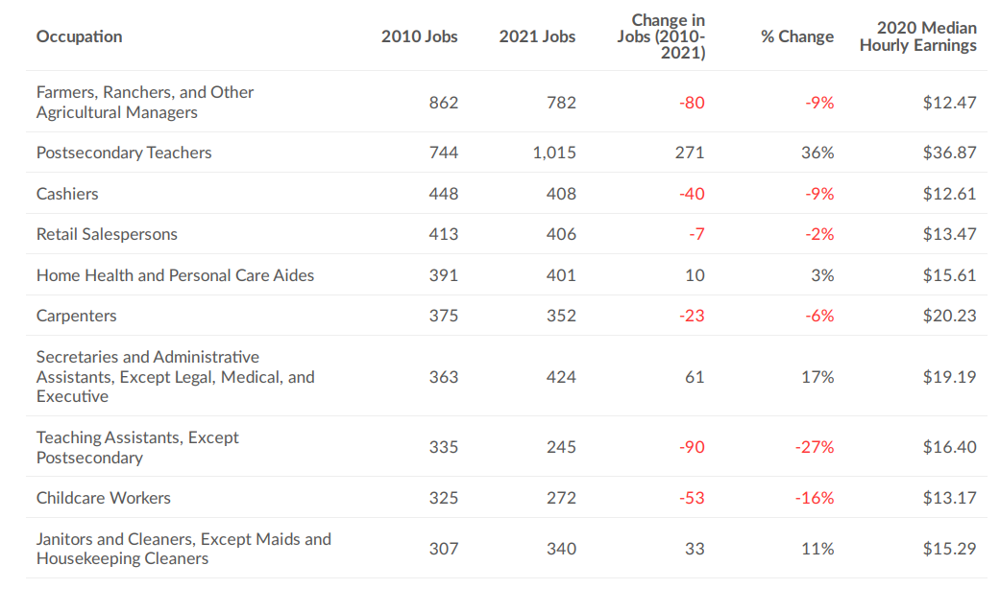 Occupation 2010 Jobs 2021 Jobs Change in Jobs (2010-2021) % Change 2020 Median Hourly Earnings
Farmers, Ranchers, and Other
Agricultural Managers 862 782 -80 -9% $12.47
Postsecondary Teachers 744 1,015 271 36% $36.87
Cashiers 448 408 -40 -9% $12.61
Retail Salespersons 413 406 -7 -2% $13.47
Home Health and Personal Care Aides 391 401 10 3% $15.61
Carpenters 375 352 -23 -6% $20.23
Secretaries and Administrative
Assistants, Except Legal, Medical, and
Executive 363 424 61 17% $19.19
Teaching Assistants, Except
Postsecondary 335 245 -90 -27% $16.40
Childcare Workers 325 272 -53 -16% $13.17
Janitors and Cleaners, Except Maids and
Housekeeping Cleaners 307 340 33 11% $15.29